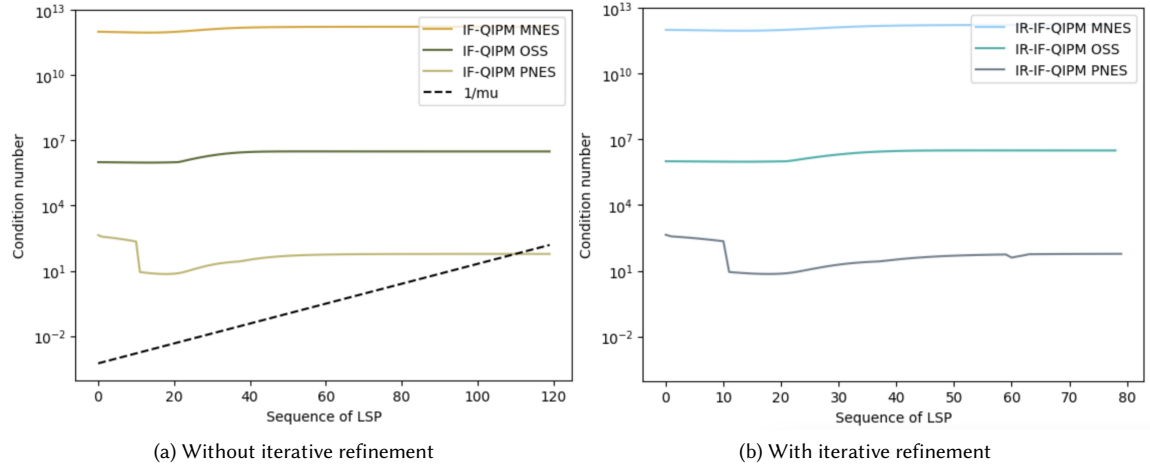 10^13
10^10
10^7
10^4
10^1
10^-2
Condition number
IF-QIPM MNES
IF-QIPM OSS
IF-QIPM PNES
1/mu
0 20 40 60 80 100 120
Sequence of LSP
(a) Without iterative refinement
10^13
10^10
10^7
10^4
10^1
10^-2
Condition number
IR-IF-QIPM MNES
IR-IF-QIPM OSS
IR-IF-QIPM PNES
0 10 20 30 40 50 60 70 80
Sequence of LSP
(b) With iterative refinement